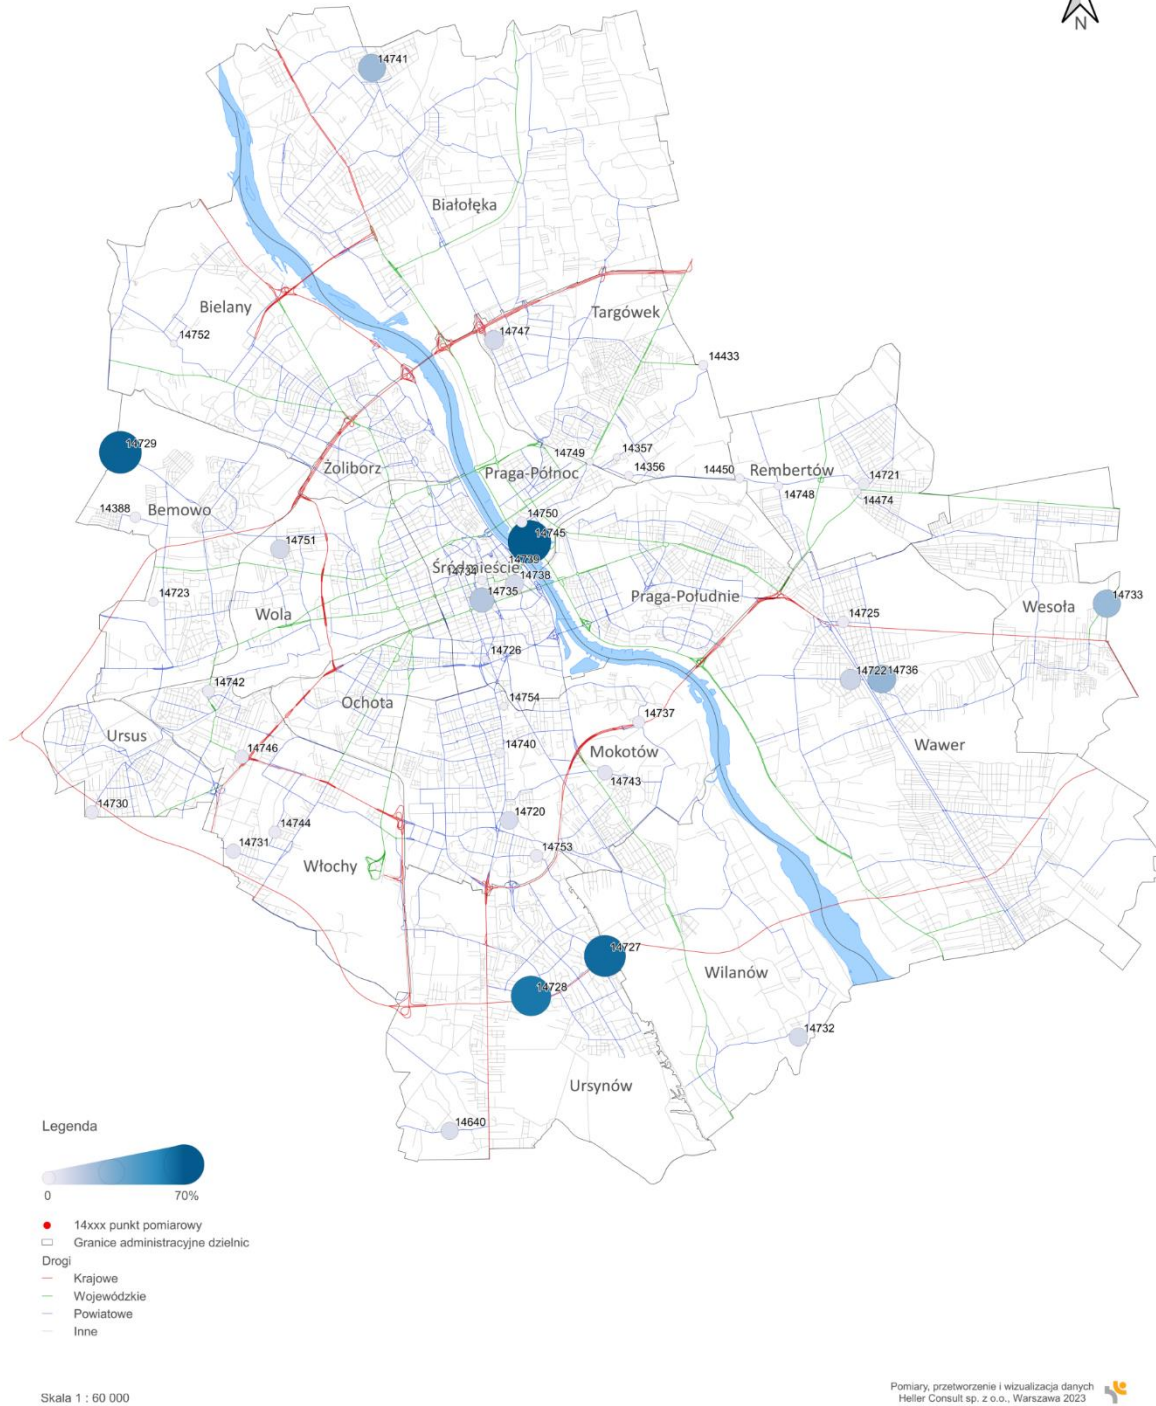 N
14741
Białołęka
Bielany
Targówek
14752
14747
14433
14729
14749
14357
Żoliborz
Praga-Północ
14356
14450
Rembertów
14721
14748
14474
14388
Bemowo
14750
14745
14751
Śródmieście
14738
14735
14723
Praga-Południe
14733
Wola
Wesoła
14725
14726
14722
14736
14742
Ochota
14754
14737
Ursus
14740
Mokotów
Wawer
14746
14743
14730
14720
14744
14731
14753
Włochy
14727
Wilanów
14728
14732
Ursynów
14640
Legenda
0
70%
14xxx punkt pomiarowy
Granice administracyjne dzielnic
Drogi
Krajowe
Wojewódzkie
Powiatowe
Inne
Skala 1 : 60 000
Pomiary, przetworzenie i wizualizacja danych
Heller Consult sp. z o.o., Warszawa 2023